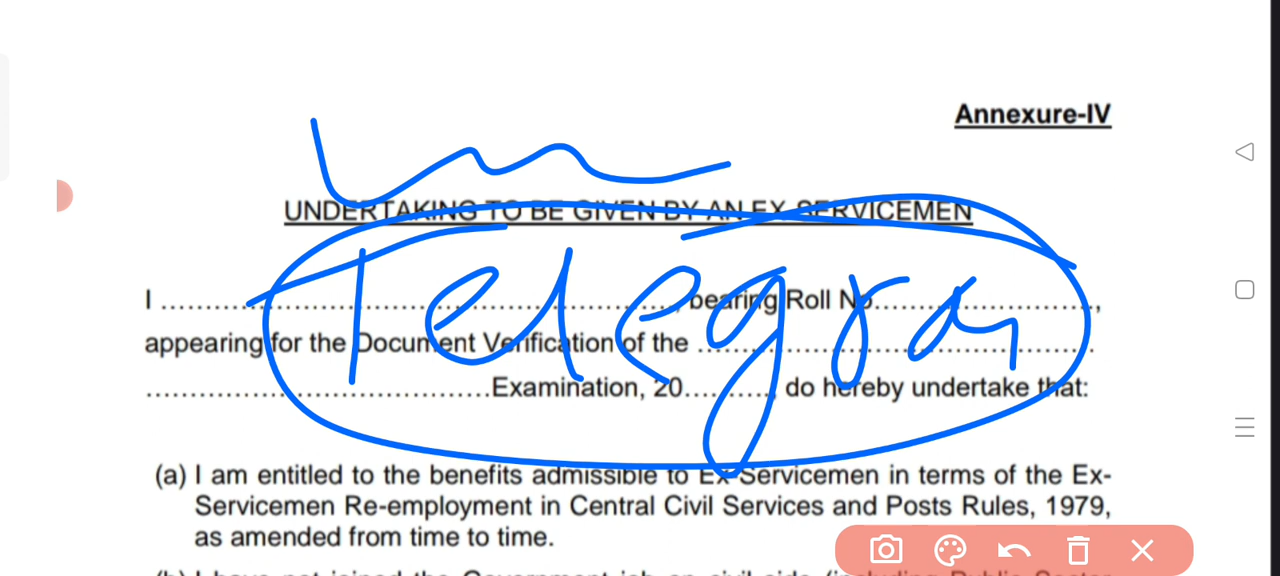 Annexure-IV
UNDERTAKING TO BE GIVEN BY AN EX-SERVICEMEN
Telegram
I ............................................................, bearing Roll No..................................,
appearing for the Document Verification of the ..............................................
........................................Examination, 20.........., do hereby undertake that:
(a) I am entitled to the benefits admissible to Ex-Servicemen in terms of the Ex-
Servicemen Re-employment in Central Civil Services and Posts Rules, 1979,
as amended from time to time.